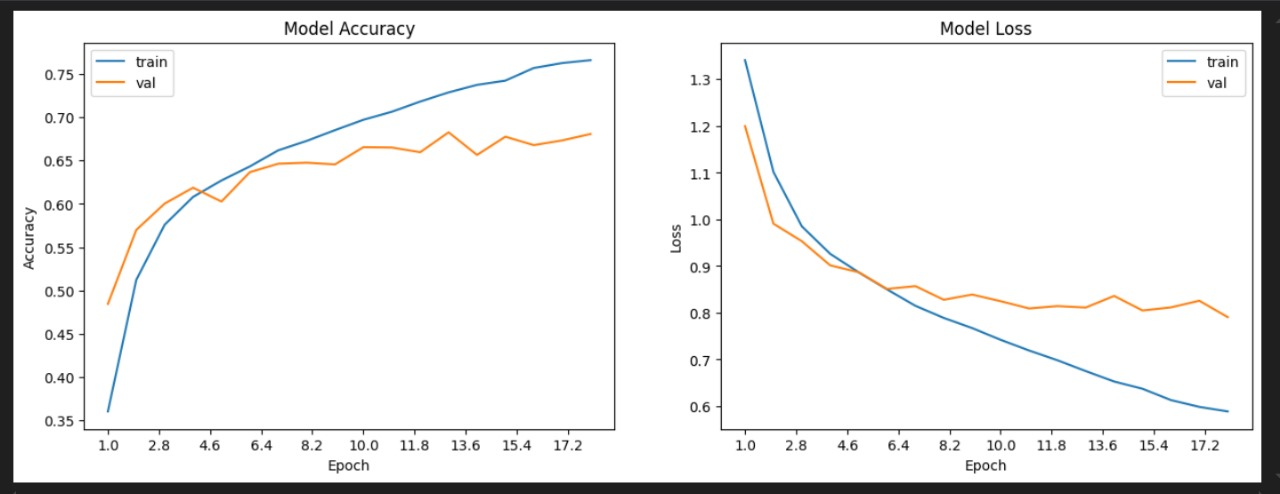 Model Accuracy
train
val
0.75
0.70
0.65
0.60
0.55
0.50
0.45
0.40
0.35
Accuracy
1.0 2.8 4.6 6.4 8.2 10.0 11.8 13.6 15.4 17.2
Epoch
Model Loss
train
val
1.3
1.2
1.1
1.0
0.9
0.8
0.7
0.6
Loss
1.0 2.8 4.6 6.4 8.2 10.0 11.8 13.6 15.4 17.2
Epoch